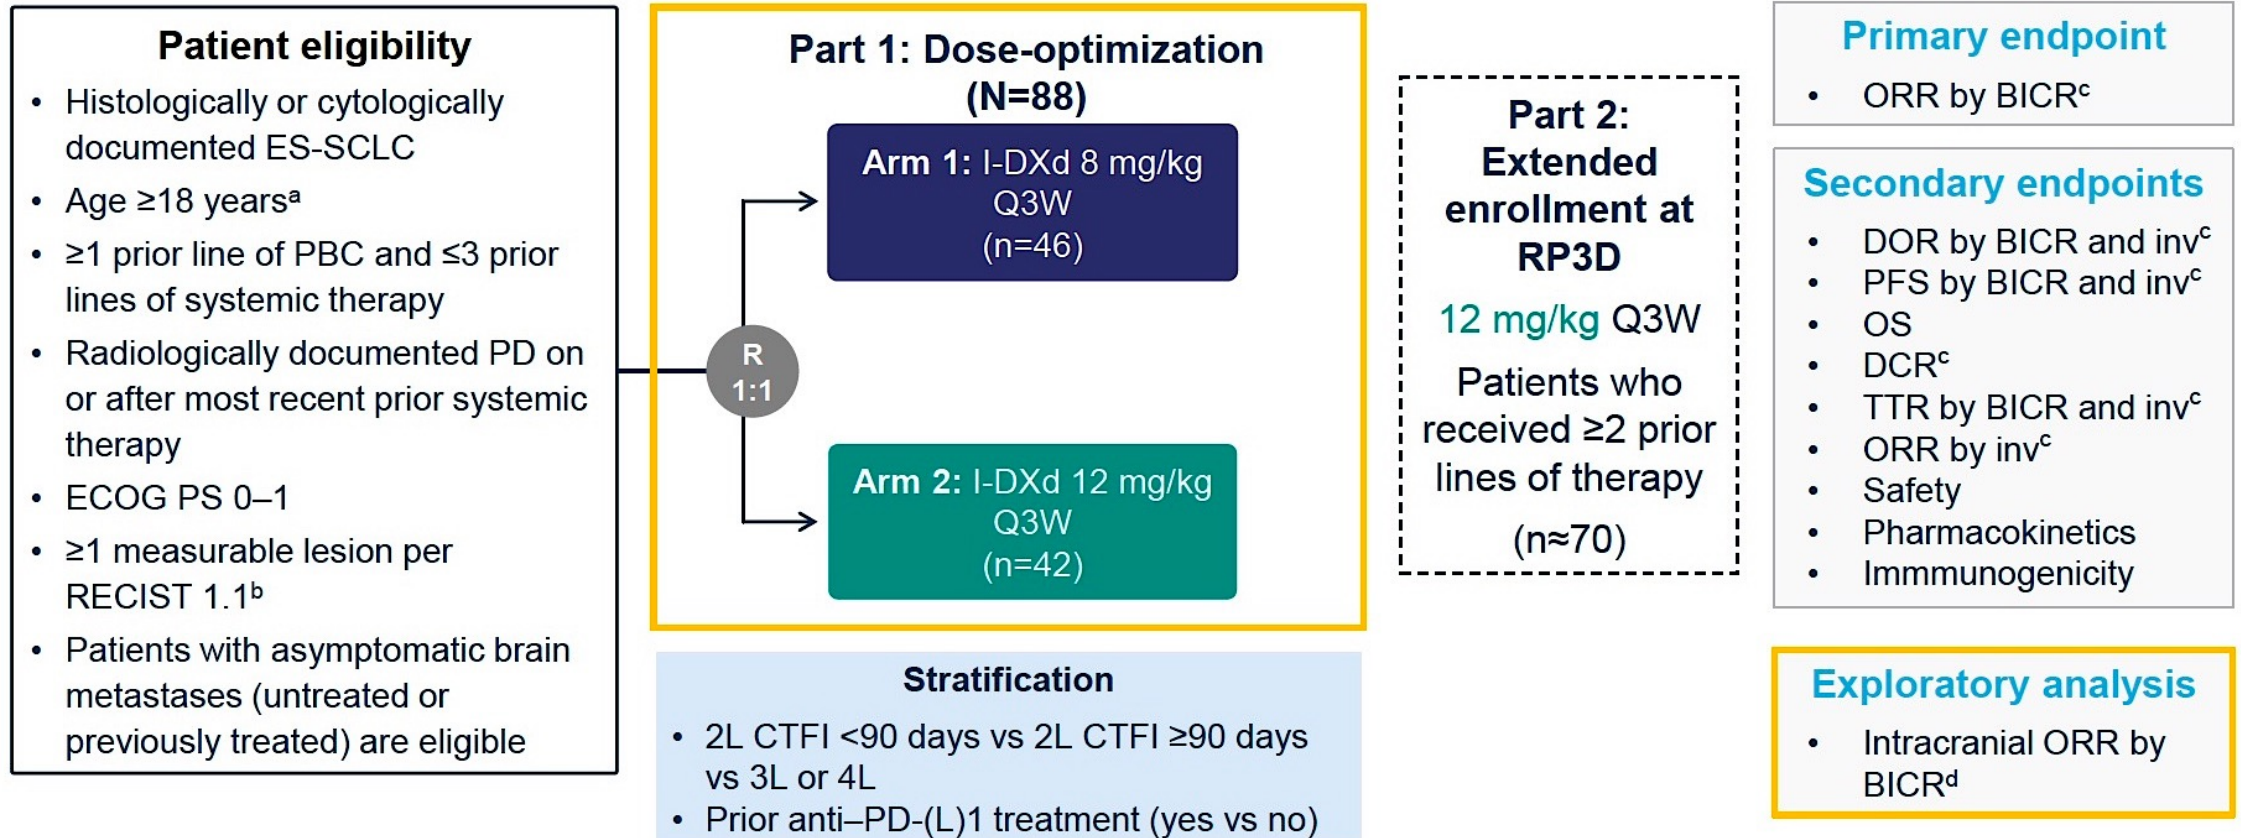 Patient eligibility
• Histologically or cytologically
documented ES-SCLC
• Age ≥18 yearsᵃ
• ≥1 prior line of PBC and ≤3 prior
lines of systemic therapy
• Radiologically documented PD on
or after most recent prior systemic
therapy
• ECOG PS 0–1
• ≥1 measurable lesion per
RECIST 1.1ᵇ
• Patients with asymptomatic brain
metastases (untreated or
previously treated) are eligible
R
1:1
Part 1: Dose-optimization
(N=88)
Arm 1: I-DXd 8 mg/kg
Q3W
(n=46)
Arm 2: I-DXd 12 mg/kg
Q3W
(n=42)
Stratification
• 2L CTFI <90 days vs 2L CTFI ≥90 days
vs 3L or 4L
• Prior anti–PD-(L)1 treatment (yes vs no)
Part 2:
Extended
enrollment at
RP3D
12 mg/kg Q3W
Patients who
received ≥2 prior
lines of therapy
(n≈70)
Primary endpoint
• ORR by BICRᶜ
Secondary endpoints
• DOR by BICR and invᶜ
• PFS by BICR and invᶜ
• OS
• DCRᶜ
• TTR by BICR and invᶜ
• ORR by invᶜ
• Safety
• Pharmacokinetics
• Immmunogenicity
Exploratory analysis
• Intracranial ORR by
BICRᵈ